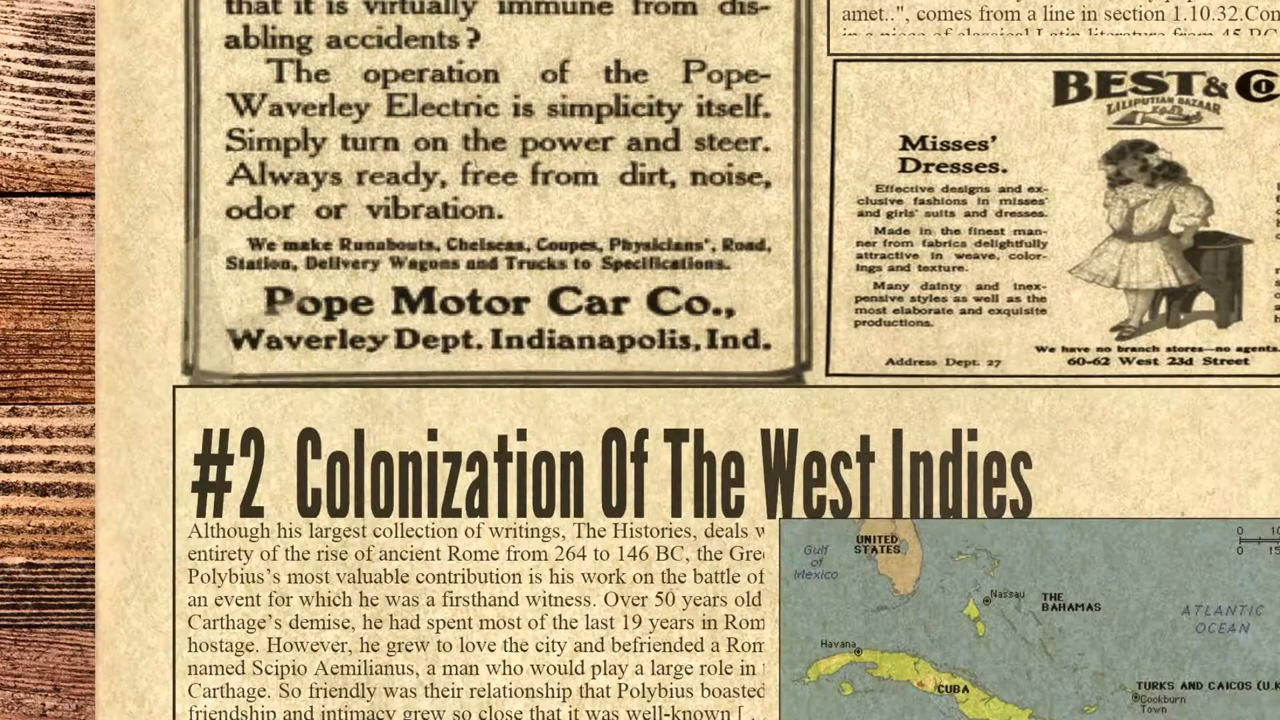 that it is virtually immune from dis-
abling accidents?
The operation of the Pope-
Waverley Electric is simplicity itself.
Simply turn on the power and steer.
Always ready, free from dirt, noise,
odor or vibration.
We make Runabouts, Chelseas, Coupes, Physicians', Road,
Station, Delivery Wagons and Trucks to Specifications.
Pope Motor Car Co.,
Waverley Dept. Indianapolis, Ind.
amet..", comes from a line in section 1.10.32.Con
in a piece of classical Latin literature from 45 BC
BEST & Co
LILIPUTIAN BAZAAR
Misses'
Dresses.
Effective designs and ex-
clusive fashions in misses'
and girls' suits and dresses.
Made in the finest man-
ner from fabrics delightfully
attractive in weave, color-
ings and texture.
Many dainty and inex-
pensive styles as well as the
most elaborate and exquisite
productions.
Address Dept. 27
We have no branch stores—no agents.
60-62 West 23d Street
#2 Colonization Of The West Indies
Although his largest collection of writings, The Histories, deals w
entirety of the rise of ancient Rome from 264 to 146 BC, the Gre
Polybius's most valuable contribution is his work on the battle of
an event for which he was a firsthand witness. Over 50 years old
Carthage's demise, he had spent most of the last 19 years in Rom
hostage. However, he grew to love the city and befriended a Rom
named Scipio Aemilianus, a man who would play a large role in
Carthage. So friendly was their relationship that Polybius boasted
friendship and intimacy grew so close that it was well-known [
UNITED
STATES
Gulf
of
Mexico
Nassau
THE
BAHAMAS
ATLANTIC
OCEAN
Havana
CUBA
TURKS AND CAICOS (U.K
Cockburn
Town
0 10
0 15